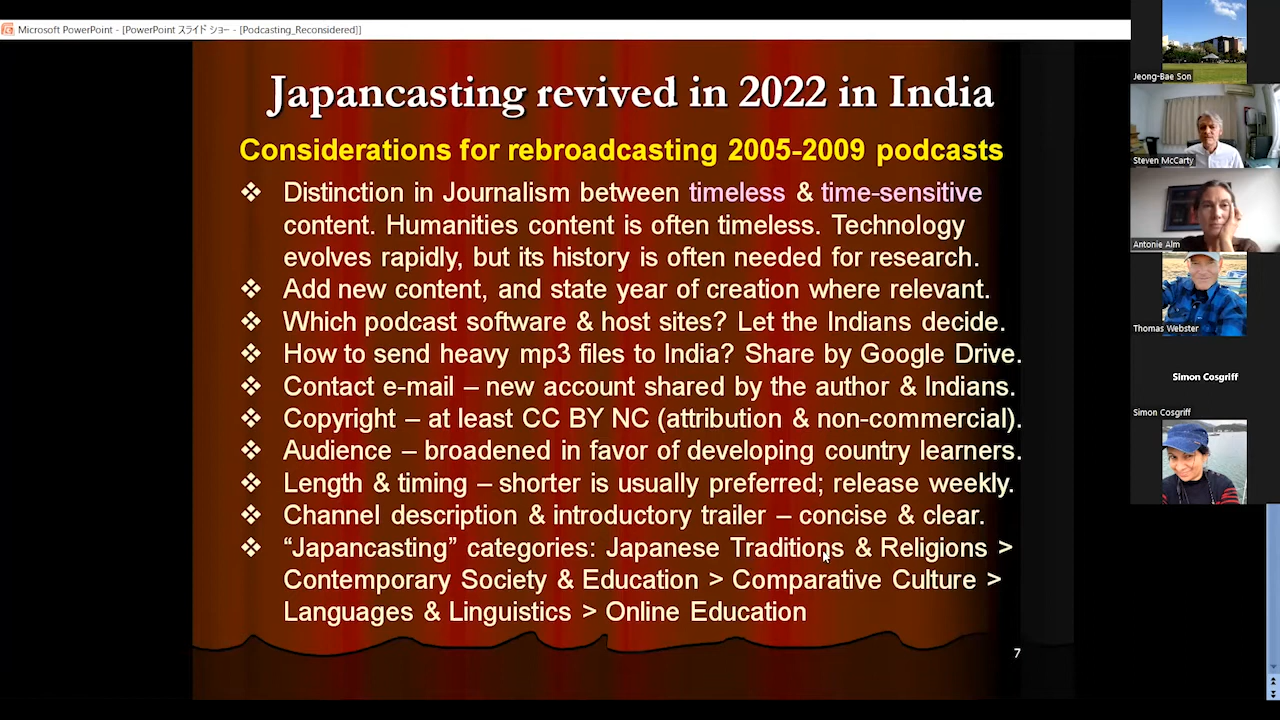 Microsoft PowerPoint - [PowerPoint スライド ショー - [Podcasting_Reconsidered]]
Japancasting revived in 2022 in India
Considerations for rebroadcasting 2005-2009 podcasts
❖ Distinction in Journalism between timeless & time-sensitive
content. Humanities content is often timeless. Technology
evolves rapidly, but its history is often needed for research.
❖ Add new content, and state year of creation where relevant.
❖ Which podcast software & host sites? Let the Indians decide.
❖ How to send heavy mp3 files to India? Share by Google Drive.
❖ Contact e-mail – new account shared by the author & Indians.
❖ Copyright – at least CC BY NC (attribution & non-commercial).
❖ Audience – broadened in favor of developing country learners.
❖ Length & timing – shorter is usually preferred; release weekly.
❖ Channel description & introductory trailer – concise & clear.
❖ “Japancasting” categories: Japanese Traditions & Religions >
Contemporary Society & Education > Comparative Culture >
Languages & Linguistics > Online Education
7
Jeong-Bae Son
Steven McCarty
Antonie Alm
Thomas Webster
Simon Cosgriff
Simon Cosgriff